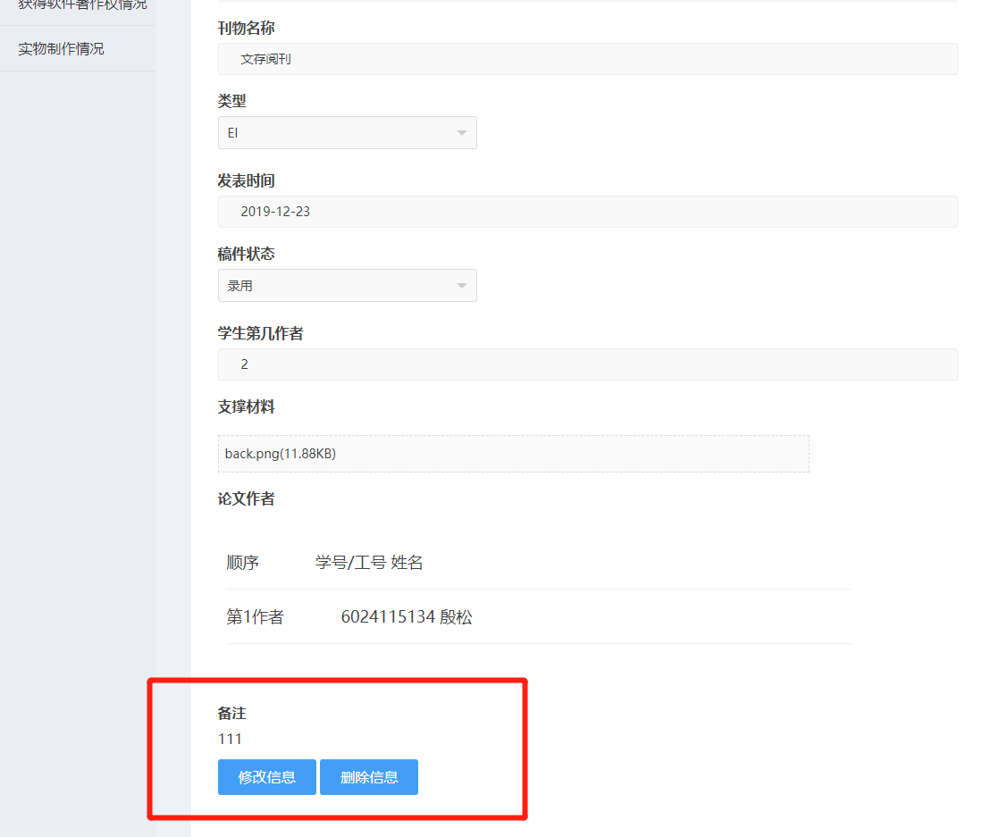 获得软件著作权情况
实物制作情况
刊物名称
文存阅刊
类型
EI
发表时间
2019-12-23
稿件状态
录用
学生第几作者
2
支撑材料
back.png(11.88KB)
论文作者
顺序 学号/工号 姓名
第1作者 6024115134 殷松
备注
111
修改信息 删除信息